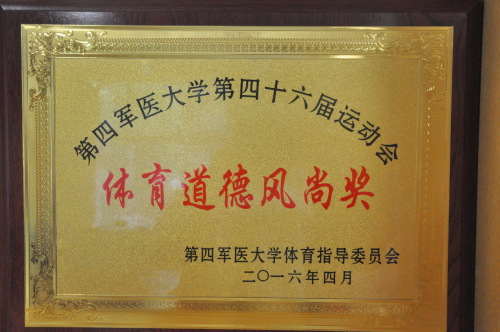 第四军医大学第四十六届运动会
体育道德风尚奖
第四军医大学体育指导委员会
二〇一六年四月